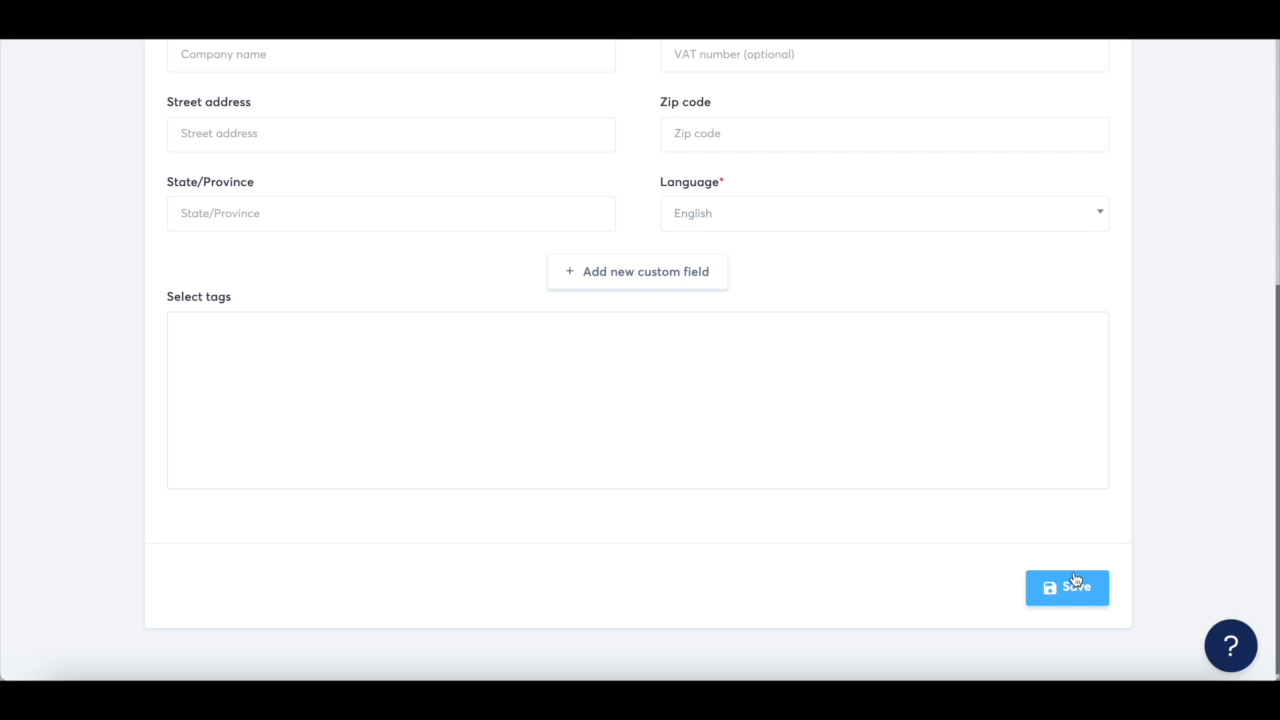 Company name
VAT number (optional)
Street address
Zip code
Street address
Zip code
State/Province
Language*
State/Province
English
+ Add new custom field
Select tags
Save
?